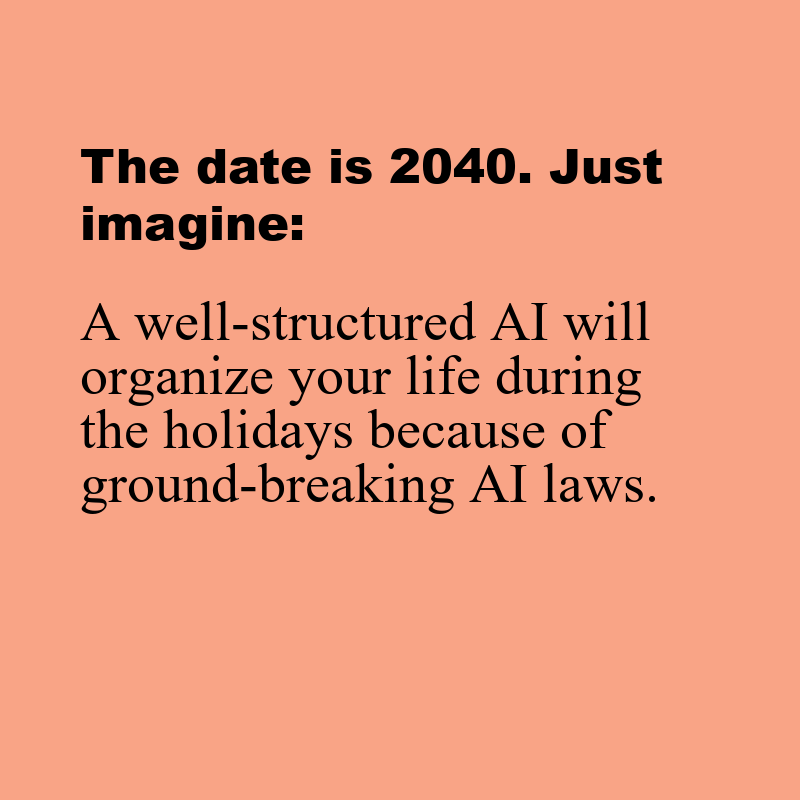 The date is 2040. Just
imagine:
A well-structured AI will
organize your life during
the holidays because of
ground-breaking AI laws.